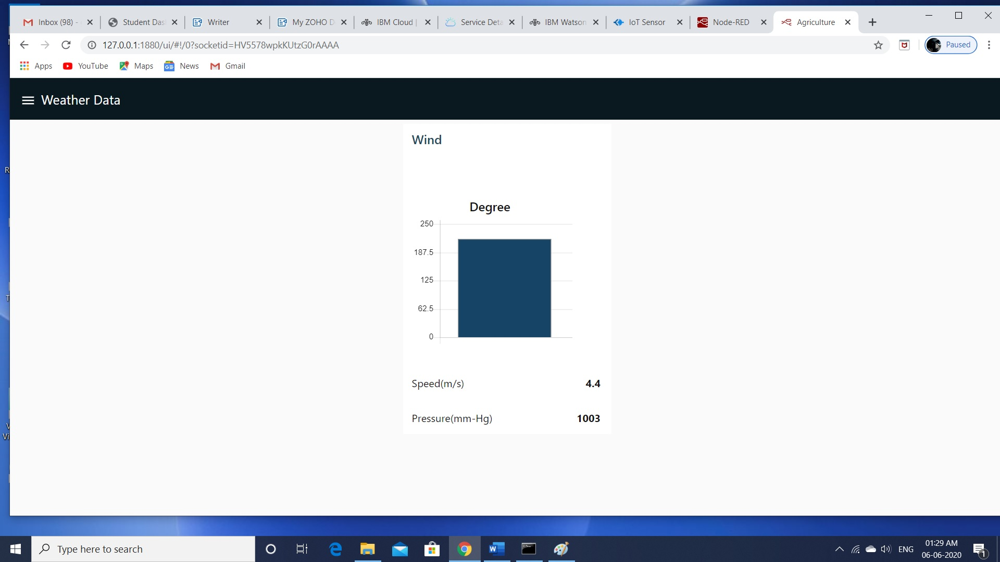 Inbox (98) -
Student Das
Writer
My ZOHO D
IBM Cloud |
Service Deta
IBM Watson
IoT Sensor
Node-RED
Agriculture
127.0.0.1:1880/ui/#!/0?socketid=HV5578wpkKUtzG0rAAAA
Paused
Apps
YouTube
Maps
News
Gmail
Weather Data
Wind
Degree
250
187.5
125
62.5
0
Speed(m/s) 4.4
Pressure(mm-Hg) 1003
R
T
V
Vi
Type here to search
ENG
01:29 AM
06-06-2020
1